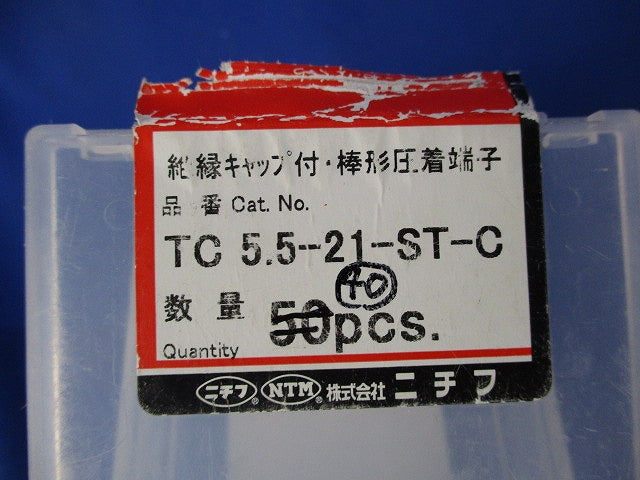 絶縁キャップ付・棒形圧着端子
品番 Cat. No.
TC 5.5-21-ST-C
40
数量 50pcs.
Quantity
ニチフ® NTM® 株式会社ニチフ